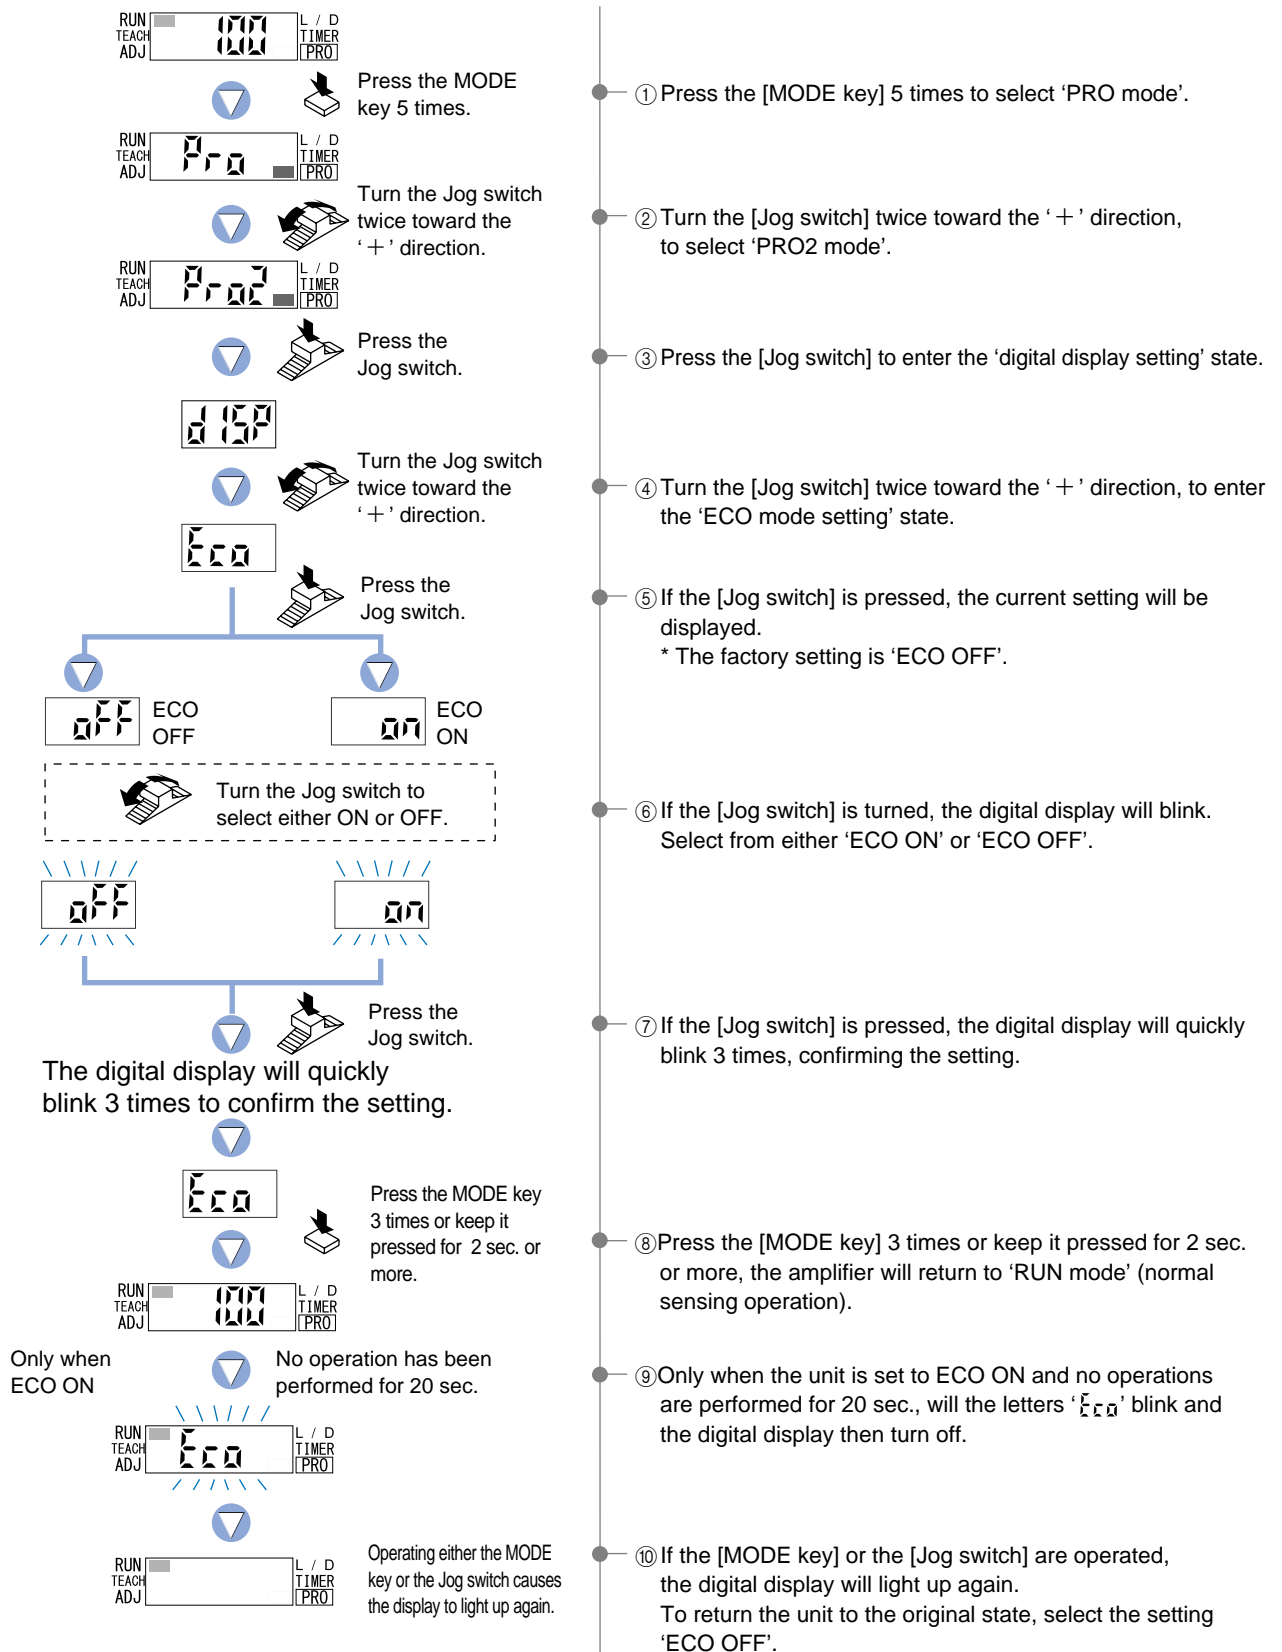 RUN
TEACH
ADJ
100
L / D
TIMER
PRO
Press the MODE
key 5 times.
① Press the [MODE key] 5 times to select ‘PRO mode’.
RUN
TEACH
ADJ
Pro
L / D
TIMER
PRO
Turn the Jog switch
twice toward the
‘＋’ direction.
② Turn the [Jog switch] twice toward the ‘＋’ direction,
to select ‘PRO2 mode’.
RUN
TEACH
ADJ
Pro2
L / D
TIMER
PRO
Press the
Jog switch.
③ Press the [Jog switch] to enter the ‘digital display setting’ state.
dISP
Turn the Jog switch
twice toward the
‘＋’ direction.
④ Turn the [Jog switch] twice toward the ‘＋’ direction, to enter
the ‘ECO mode setting’ state.
Eco
Press the
Jog switch.
⑤ If the [Jog switch] is pressed, the current setting will be
displayed.
* The factory setting is ‘ECO OFF’.
oFF
ECO
OFF
on
ECO
ON
Turn the Jog switch to
select either ON or OFF.
⑥ If the [Jog switch] is turned, the digital display will blink.
Select from either ‘ECO ON’ or ‘ECO OFF’.
oFF
on
Press the
Jog switch.
⑦ If the [Jog switch] is pressed, the digital display will quickly
blink 3 times, confirming the setting.
The digital display will quickly
blink 3 times to confirm the setting.
Eco
Press the MODE key
3 times or keep it
pressed for 2 sec. or
more.
⑧ Press the [MODE key] 3 times or keep it pressed for 2 sec.
or more, the amplifier will return to ‘RUN mode’ (normal
sensing operation).
RUN
TEACH
ADJ
100
L / D
TIMER
PRO
Only when
ECO ON
No operation has been
performed for 20 sec.
⑨ Only when the unit is set to ECO ON and no operations
are performed for 20 sec., will the letters ‘Eco’ blink and
the digital display then turn off.
RUN
TEACH
ADJ
Eco
L / D
TIMER
PRO
RUN
TEACH
ADJ
L / D
TIMER
PRO
Operating either the MODE
key or the Jog switch causes
the display to light up again.
⑩ If the [MODE key] or the [Jog switch] are operated,
the digital display will light up again.
To return the unit to the original state, select the setting
‘ECO OFF’.